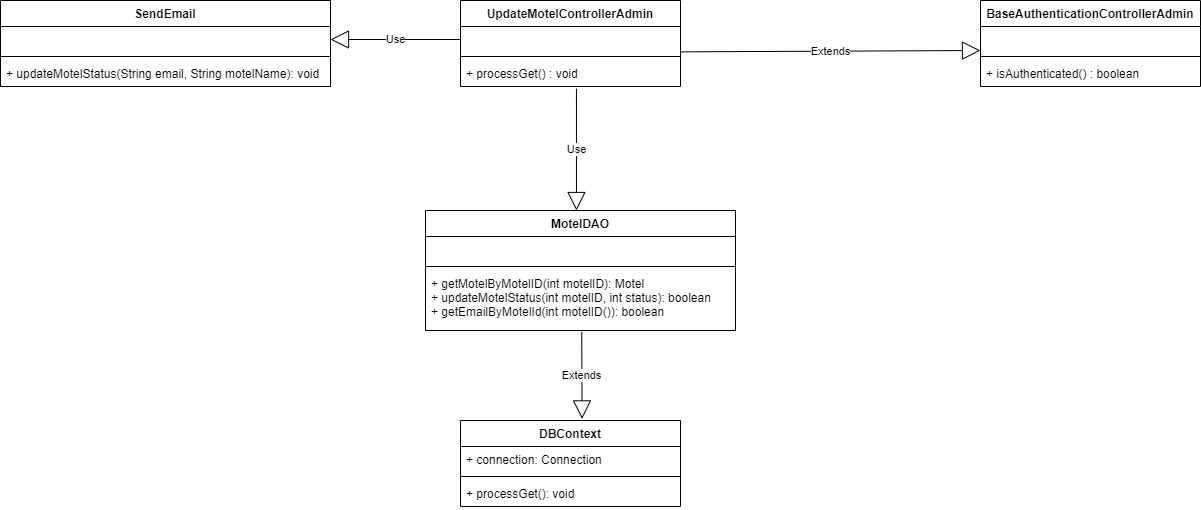 SendEmail
+ updateMotelStatus(String email, String motelName): void
Use
UpdateMotelControllerAdmin
+ processGet() : void
Extends
BaseAuthenticationControllerAdmin
+ isAuthenticated() : boolean
Use
MotelDAO
+ getMotelByMotelID(int motelID): Motel
+ updateMotelStatus(int motelID, int status): boolean
+ getEmailByMotelId(int motelID()): boolean
Extends
DBContext
+ connection: Connection
+ processGet(): void